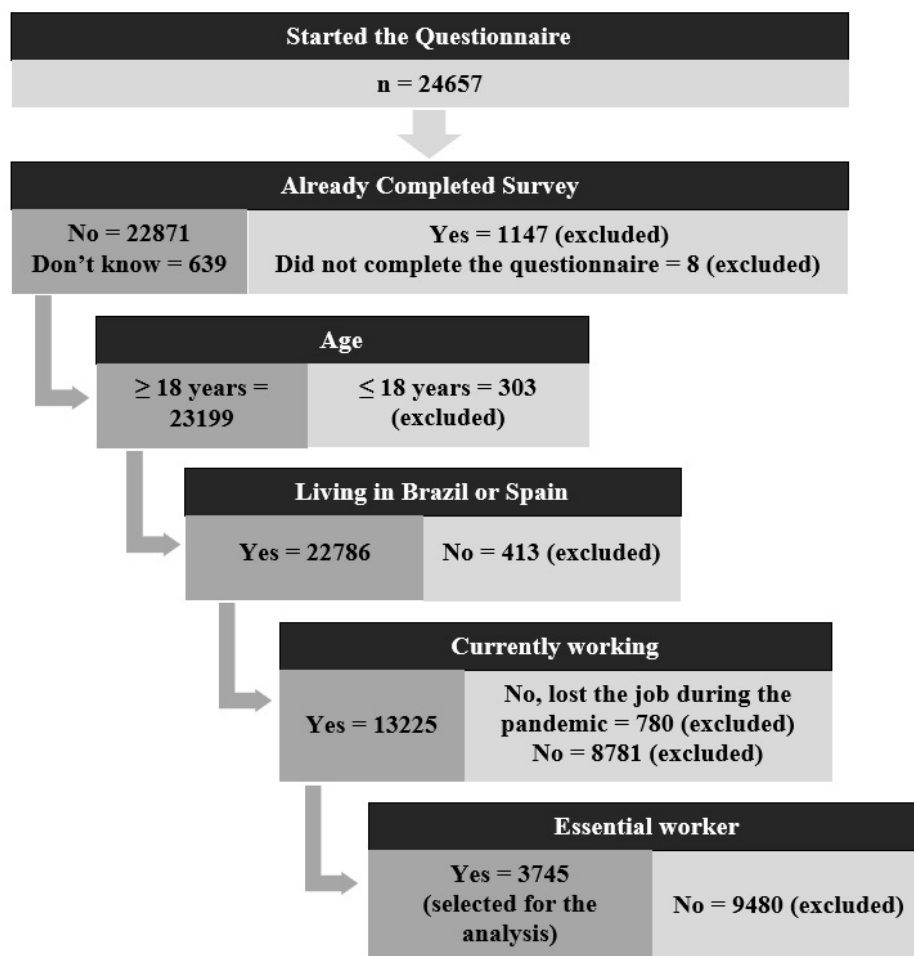 Started the Questionnaire
n = 24657
Already Completed Survey
No = 22871
Don’t know = 639
Yes = 1147 (excluded)
Did not complete the questionnaire = 8 (excluded)
Age
≥ 18 years =
23199
≤ 18 years = 303
(excluded)
Living in Brazil or Spain
Yes = 22786
No = 413 (excluded)
Currently working
Yes = 13225
No, lost the job during the
pandemic = 780 (excluded)
No = 8781 (excluded)
Essential worker
Yes = 3745
(selected for the
analysis)
No = 9480 (excluded)